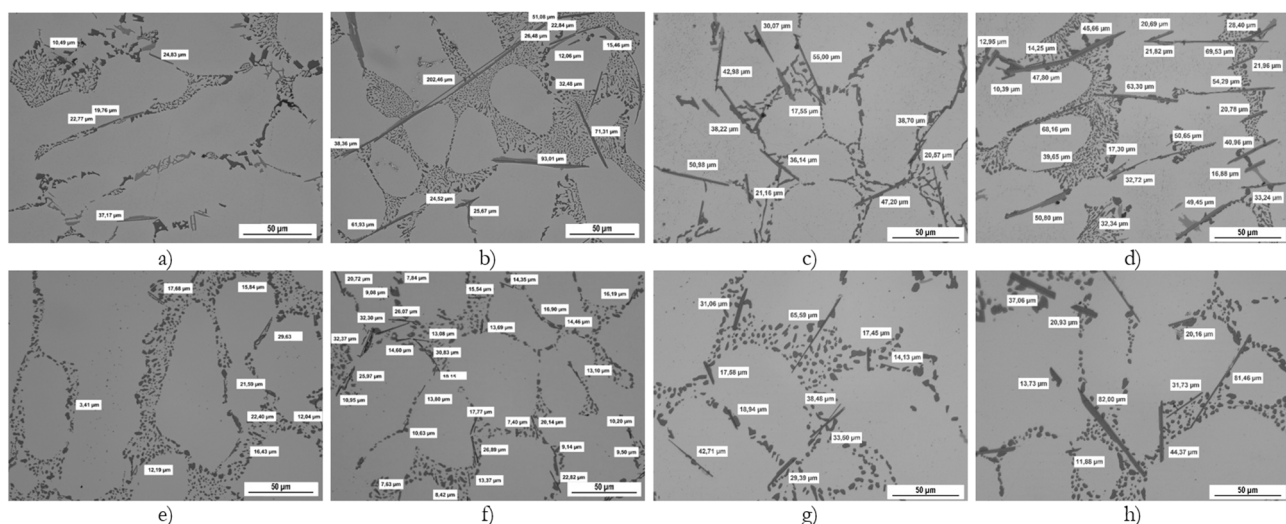 10,49 µm
24,83 µm
19,76 µm
22,77 µm
37,17 µm
50 µm
a)
51,08 µm
22,84 µm
26,48 µm
15,46 µm
12,06 µm
202,46 µm
32,45 µm
71,31 µm
38,36 µm
93,01 µm
24,52 µm
25,67 µm
61,93 µm
50 µm
b)
30,07 µm
55,00 µm
42,98 µm
17,55 µm
38,22 µm
38,70 µm
36,14 µm
20,87 µm
50,98 µm
21,16 µm
47,20 µm
50 µm
c)
45,66 µm
20,69 µm
28,40 µm
12,95 µm
14,25 µm
21,82 µm
69,53 µm
21,96 µm
47,80 µm
54,29 µm
10,39 µm
63,30 µm
20,79 µm
68,16 µm
50,65 µm
40,96 µm
17,30 µm
39,65 µm
16,88 µm
32,72 µm
49,45 µm
33,24 µm
50,80 µm
32,34 µm
50 µm
d)
17,68 µm
15,84 µm
29,63
21,59 µm
3,41 µm
22,40 µm
12,04 µm
16,43 µm
12,19 µm
50 µm
e)
20,72 µm
7,84 µm
14,35 µm
9,08 µm
15,54 µm
16,19 µm
26,07 µm
18,90 µm
32,30 µm
14,46 µm
13,08 µm
13,69 µm
32,37 µm
14,68 µm
30,83 µm
25,97 µm
13,10 µm
18,95 µm
13,80 µm
17,77 µm
7,40 µm
20,14 µm
10,20 µm
10,63 µm
26,89 µm
9,14 µm
9,50 µm
7,63 µm
13,37 µm
22,82 µm
8,42 µm
50 µm
f)
31,06 µm
65,50 µm
17,45 µm
14,13 µm
17,56 µm
38,48 µm
18,94 µm
33,50 µm
42,71 µm
29,39 µm
50 µm
g)
37,06 µm
20,93 µm
20,16 µm
13,73 µm
31,73 µm
81,46 µm
82,00 µm
44,37 µm
11,88 µm
50 µm
h)